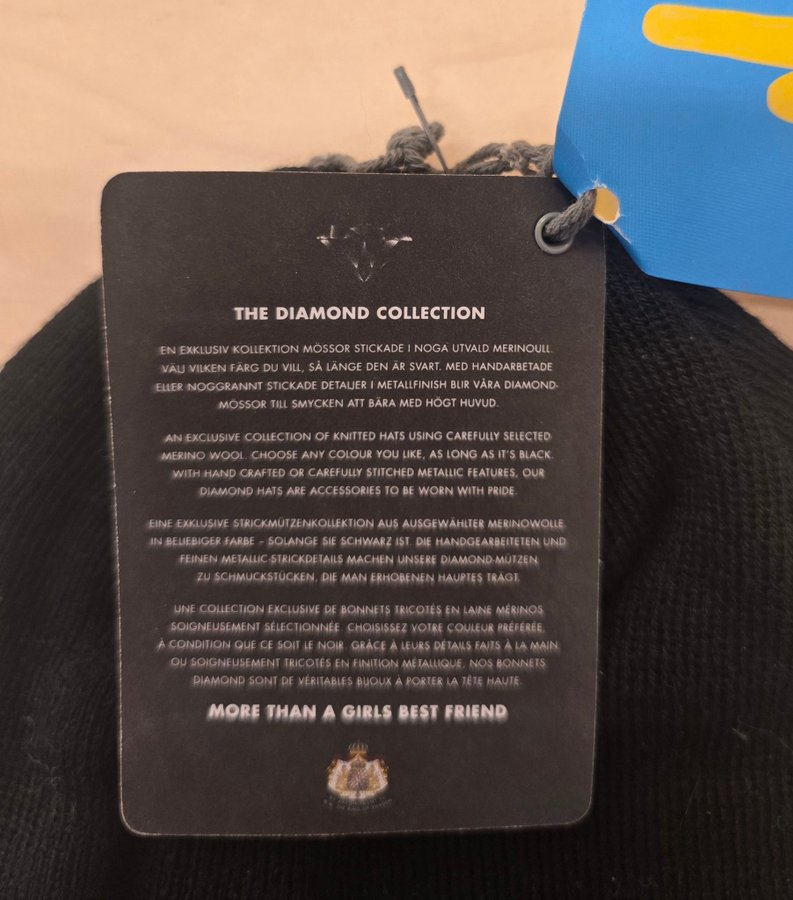 THE DIAMOND COLLECTION
EN EXKLUSIV KOLLEKTION MÖSSOR STICKADE I NOGA UTVALD MERINOULL.
VÄLJ VILKEN FÄRG DU VILL, SÅ LÄNGE DEN ÄR SVART. MED HANDARBETADE
ELLER NOGGRANNT STICKADE DETALJER I METALLFINISH BLIR VÅRA DIAMOND-
MÖSSOR TILL SMYCKEN ATT BÄRA MED HÖGT HUVUD.
AN EXCLUSIVE COLLECTION OF KNITTED HATS USING CAREFULLY SELECTED
MERINO WOOL. CHOOSE ANY COLOUR YOU LIKE, AS LONG AS IT'S BLACK.
WITH HAND CRAFTED OR CAREFULLY STITCHED METALLIC FEATURES, OUR
DIAMOND HATS ARE ACCESSORIES TO BE WORN WITH PRIDE.
EINE EXKLUSIVE STRICKMÜTZENKOLLEKTION AUS AUSGEWÄHLTER MERINOWOLLE
IN BELIEBIGER FARBE – SOLANGE SIE SCHWARZ IST. DIE HANDGEARBEITETEN UND
FEINEN METALLIC-STRICKDETAILS MACHEN UNSERE DIAMOND-MÜTZEN
ZU SCHMUCKSTÜCKEN, DIE MAN ERHOBENEN HAUPTES TRÄGT.
UNE COLLECTION EXCLUSIVE DE BONNETS TRICOTÉS EN LAINE MÉRINOS
SOIGNEUSEMENT SÉLECTIONNÉE. CHOISISSEZ VOTRE COULEUR PRÉFÉRÉE,
À CONDITION QUE CE SOIT LE NOIR. GRÂCE À LEURS DÉTAILS FAITS À LA MAIN
OU SOIGNEUSEMENT TRICOTÉS EN FINITION MÉTALLIQUE, NOS BONNETS
DIAMOND SONT DE VÉRITABLES BIJOUX À PORTER LA TÊTE HAUTE.
MORE THAN A GIRLS BEST FRIEND